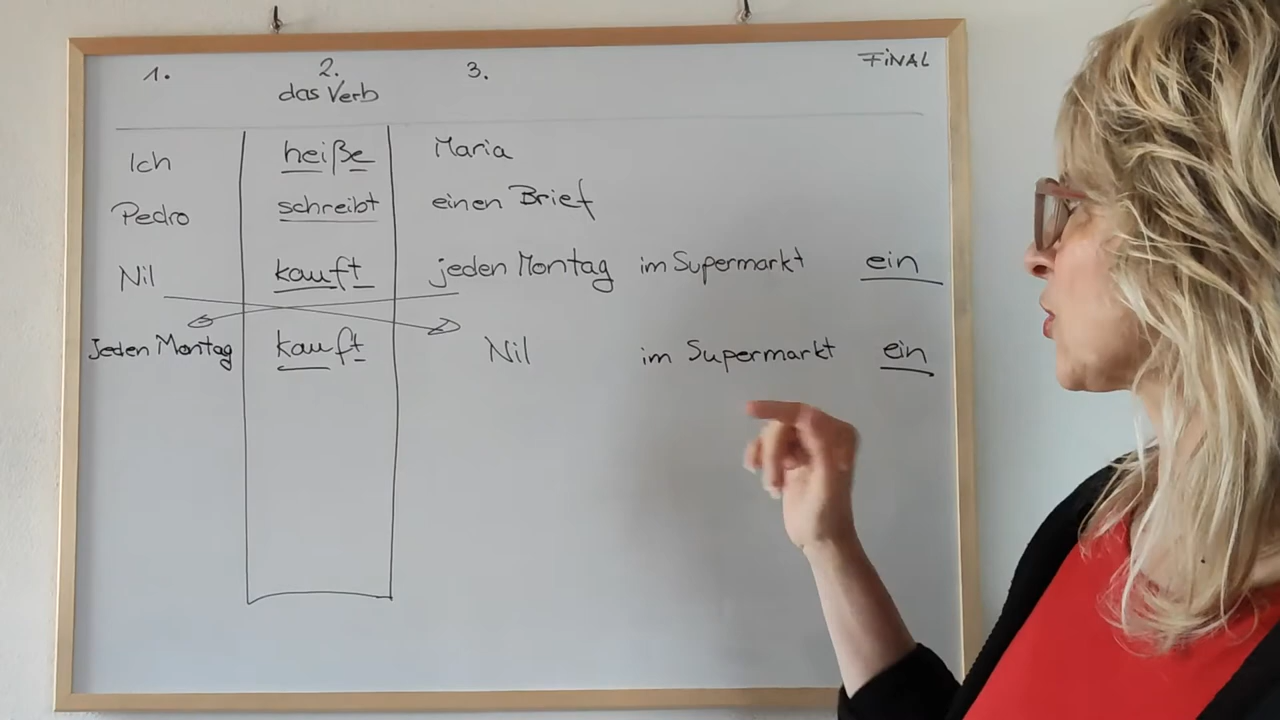 1. 2. 3. FiNAL
das Verb
Ich heiße Maria
Pedro schreibt einen Brief
Nil kauft jeden Montag im Supermarkt ein
Jeden Montag kauft Nil im Supermarkt ein